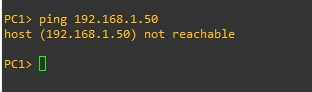 PC1> ping 192.168.1.50
host (192.168.1.50) not reachable
PC1>